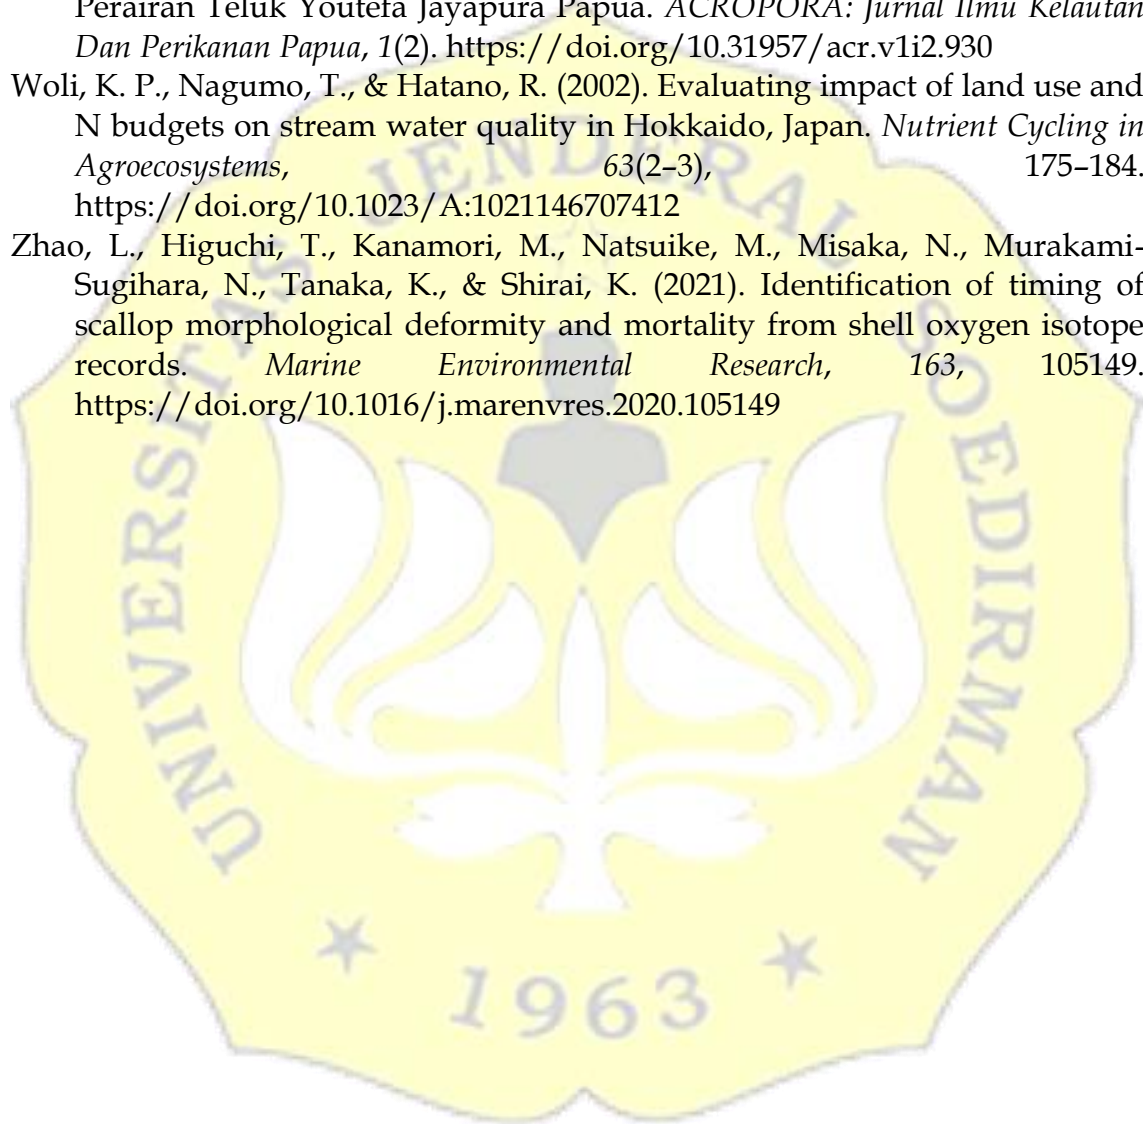 Perairan Teluk Youtefa Jayapura Papua. ACROPORA: Jurnal Ilmu Kelautan
Dan Perikanan Papua, 1(2). https://doi.org/10.31957/acr.v1i2.930
Woli, K. P., Nagumo, T., & Hatano, R. (2002). Evaluating impact of land use and
N budgets on stream water quality in Hokkaido, Japan. Nutrient Cycling in
Agroecosystems, 63(2–3), 175–184.
https://doi.org/10.1023/A:1021146707412
Zhao, L., Higuchi, T., Kanamori, M., Natsuike, M., Misaka, N., Murakami-
Sugihara, N., Tanaka, K., & Shirai, K. (2021). Identification of timing of
scallop morphological deformity and mortality from shell oxygen isotope
records. Marine Environmental Research, 163, 105149.
https://doi.org/10.1016/j.marenvres.2020.105149
UNIVERSITAS JENDERAL SOEDIRMAN
1963